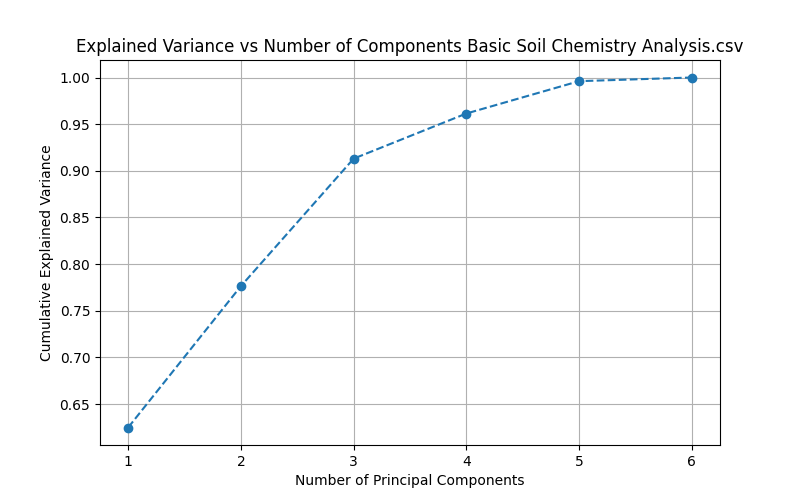 Explained Variance vs Number of Components Basic Soil Chemistry Analysis.csv
1.00
0.95
0.90
0.85
0.80
0.75
0.70
0.65
Cumulative Explained Variance
1 2 3 4 5 6
Number of Principal Components